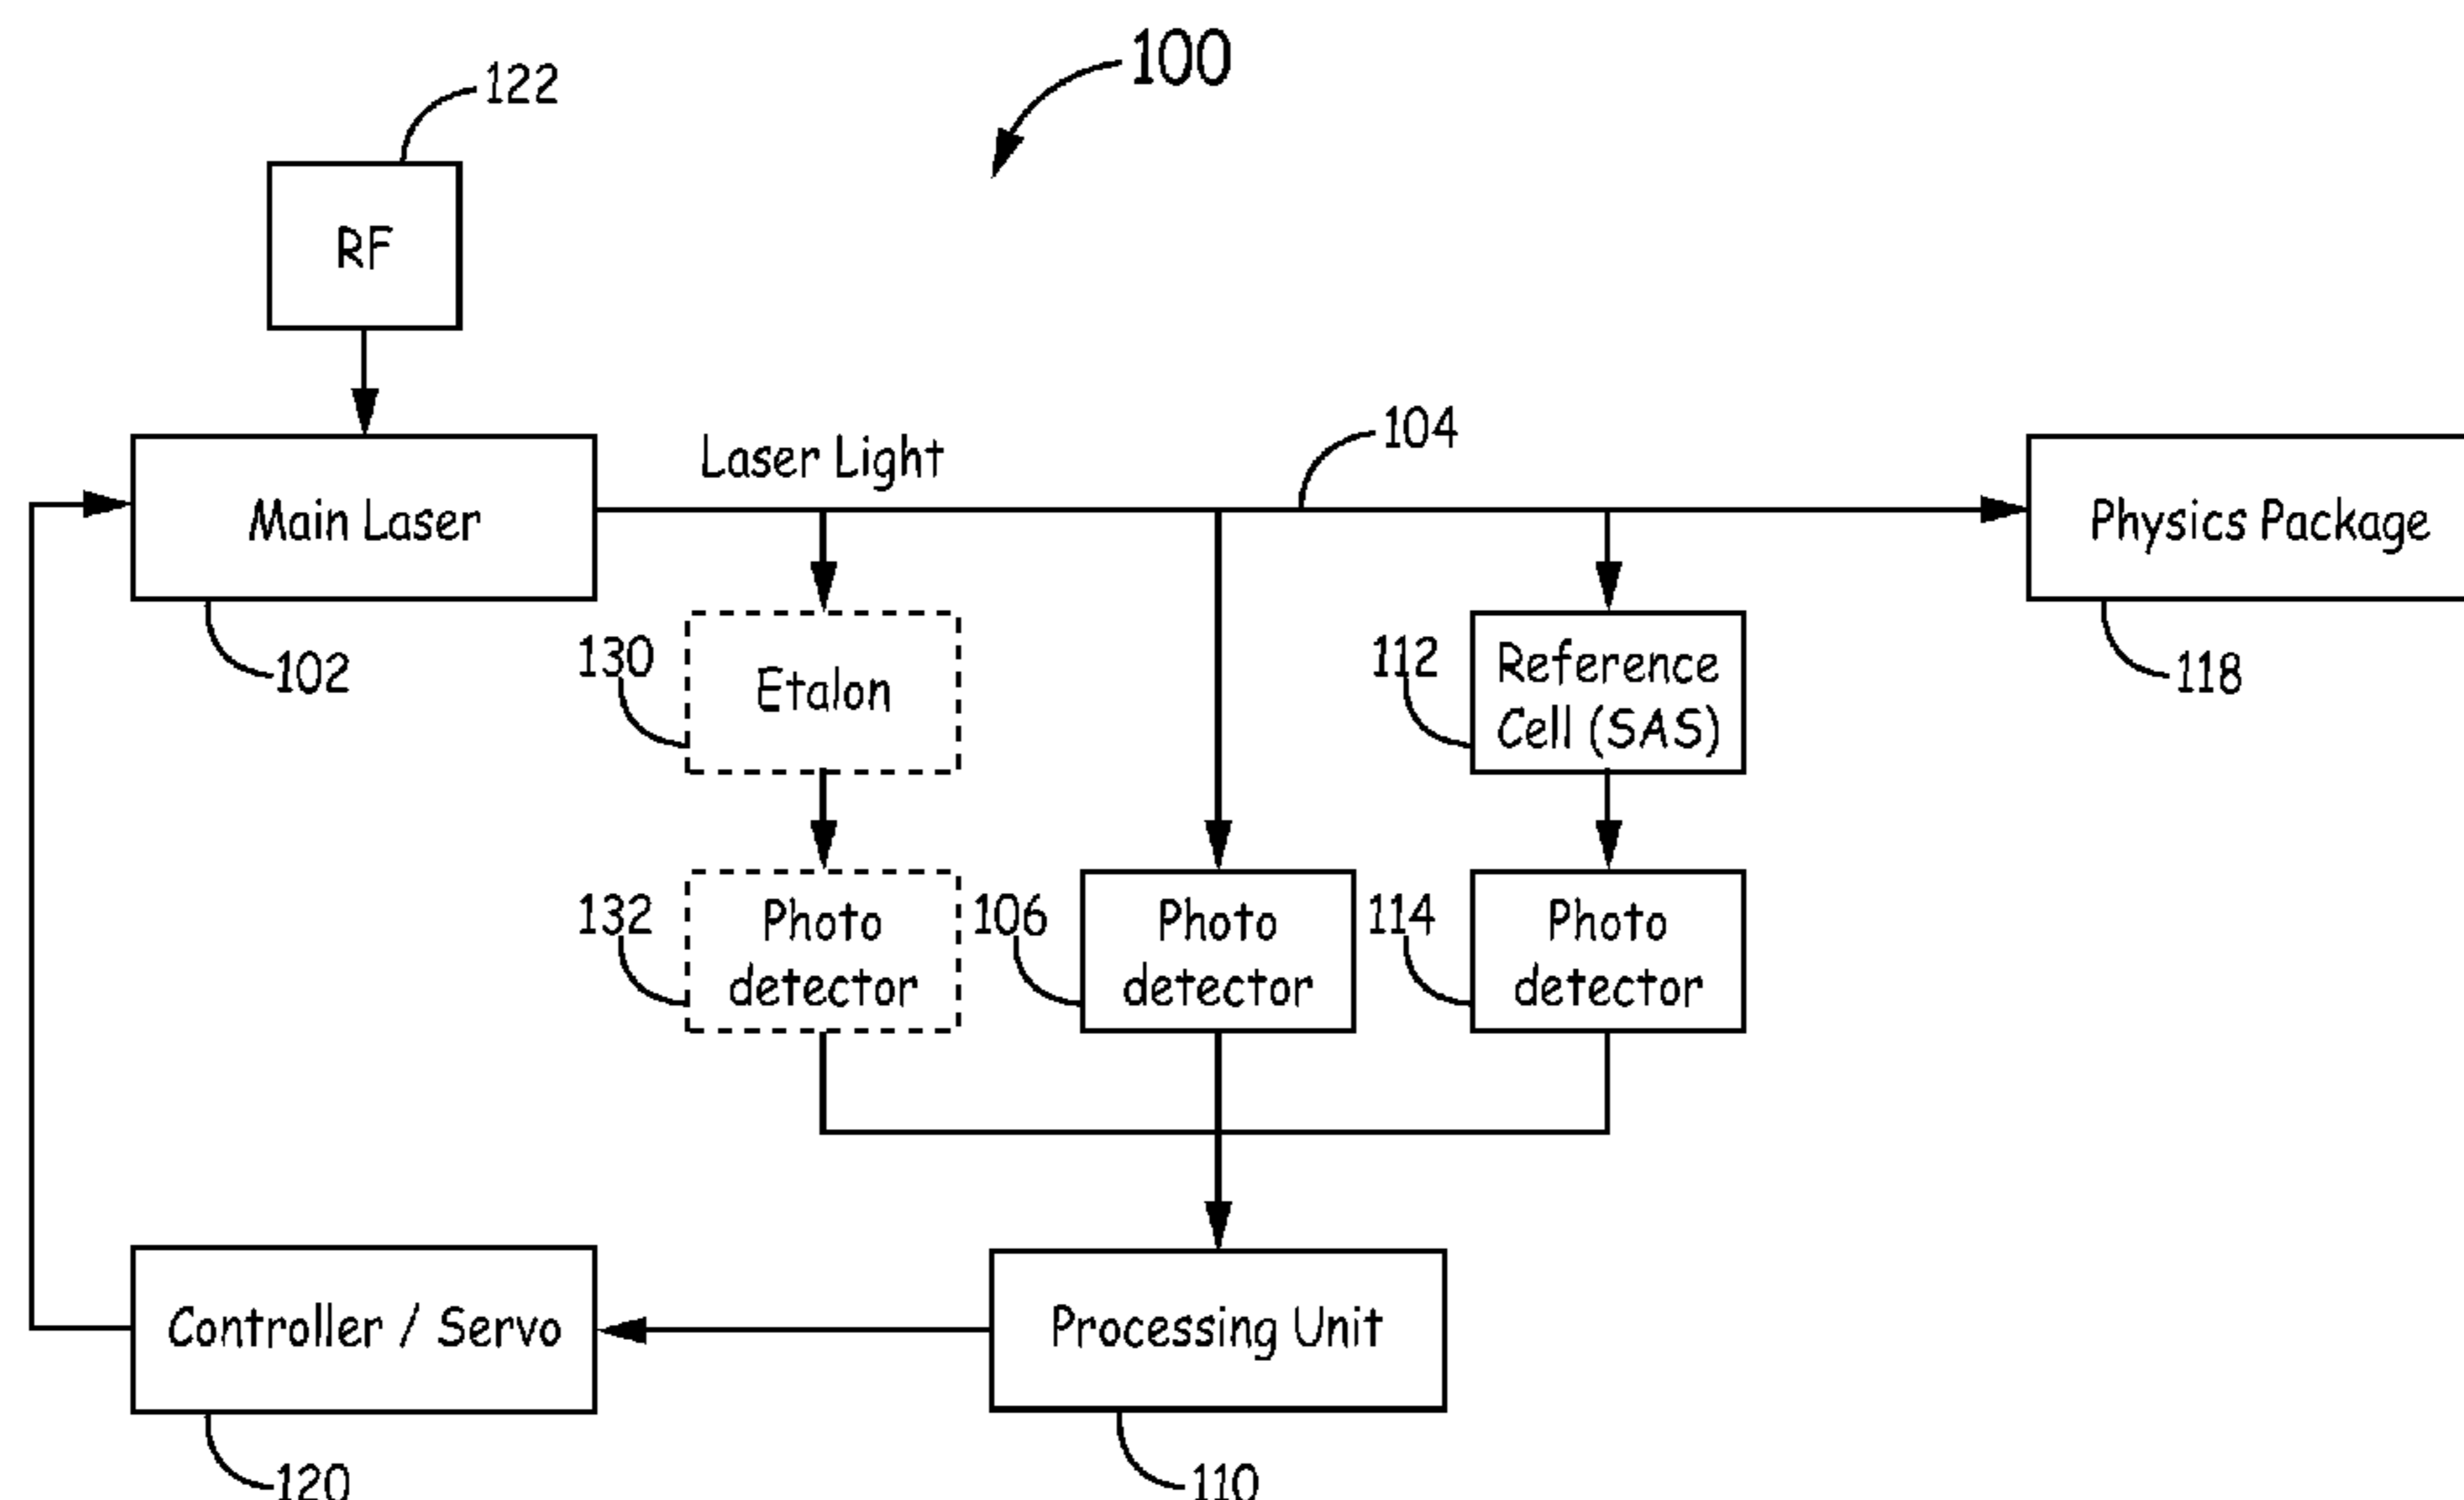 100
122
RF
Laser Light
104
Main Laser
Physics Package
102
130
Etalon
112
Reference
Cell (SAS)
118
132
Photo
detector
106
Photo
detector
114
Photo
detector
Controller / Servo
Processing Unit
120
110